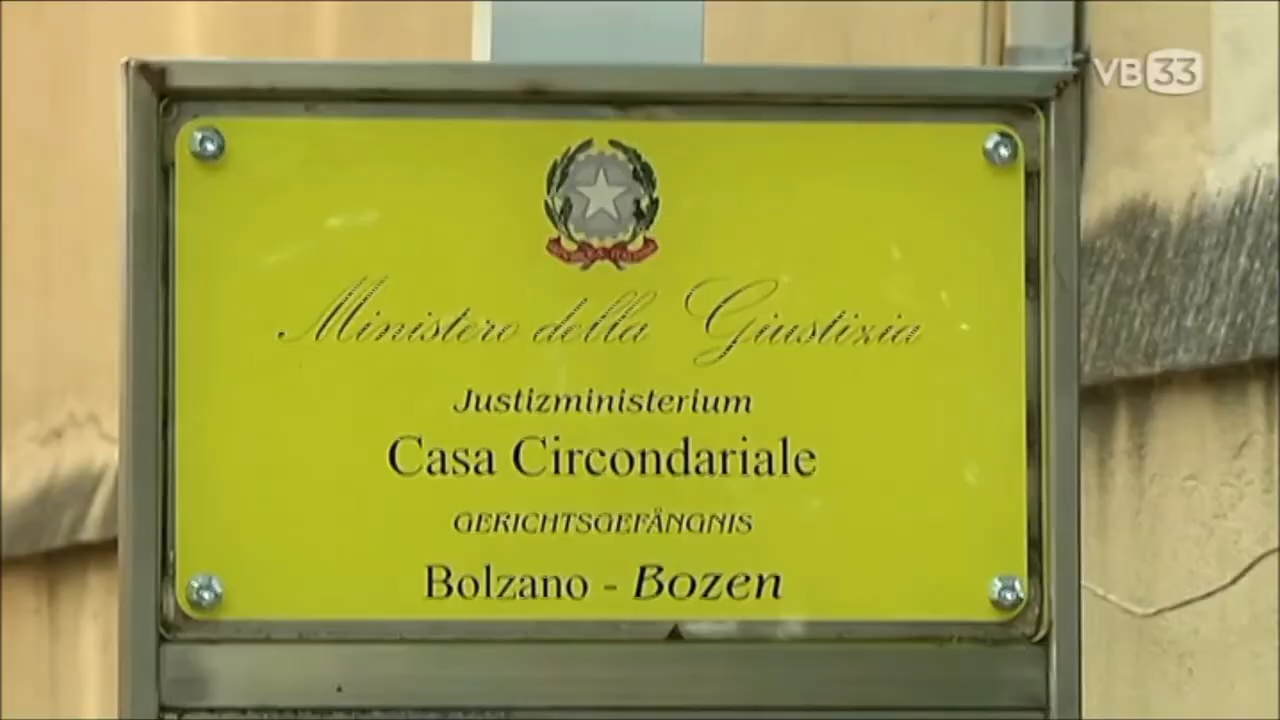 VB33
Ministero della Giustizia
Justizministerium
Casa Circondariale
GERICHTSGEFÄNGNIS
Bolzano - Bozen